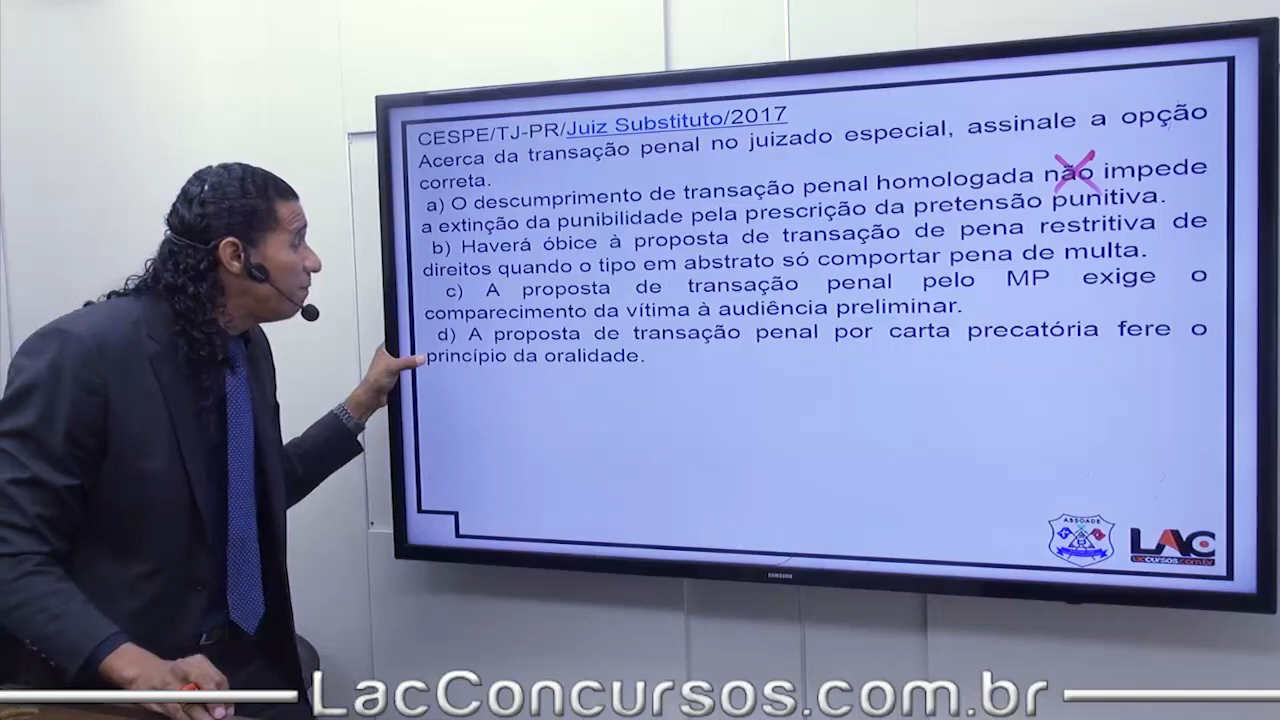 CESPE/TJ-PR/Juiz Substituto/2017
Acerca da transação penal no juizado especial, assinale a opção
correta.
a) O descumprimento de transação penal homologada não impede
a extinção da punibilidade pela prescrição da pretensão punitiva.
b) Haverá óbice à proposta de transação de pena restritiva de
direitos quando o tipo em abstrato só comportar pena de multa.
c) A proposta de transação penal pelo MP exige o
comparecimento da vítima à audiência preliminar.
d) A proposta de transação penal por carta precatória fere o
princípio da oralidade.
ASSOADE
LAC
SAMSUNG
LacConcursos.com.br